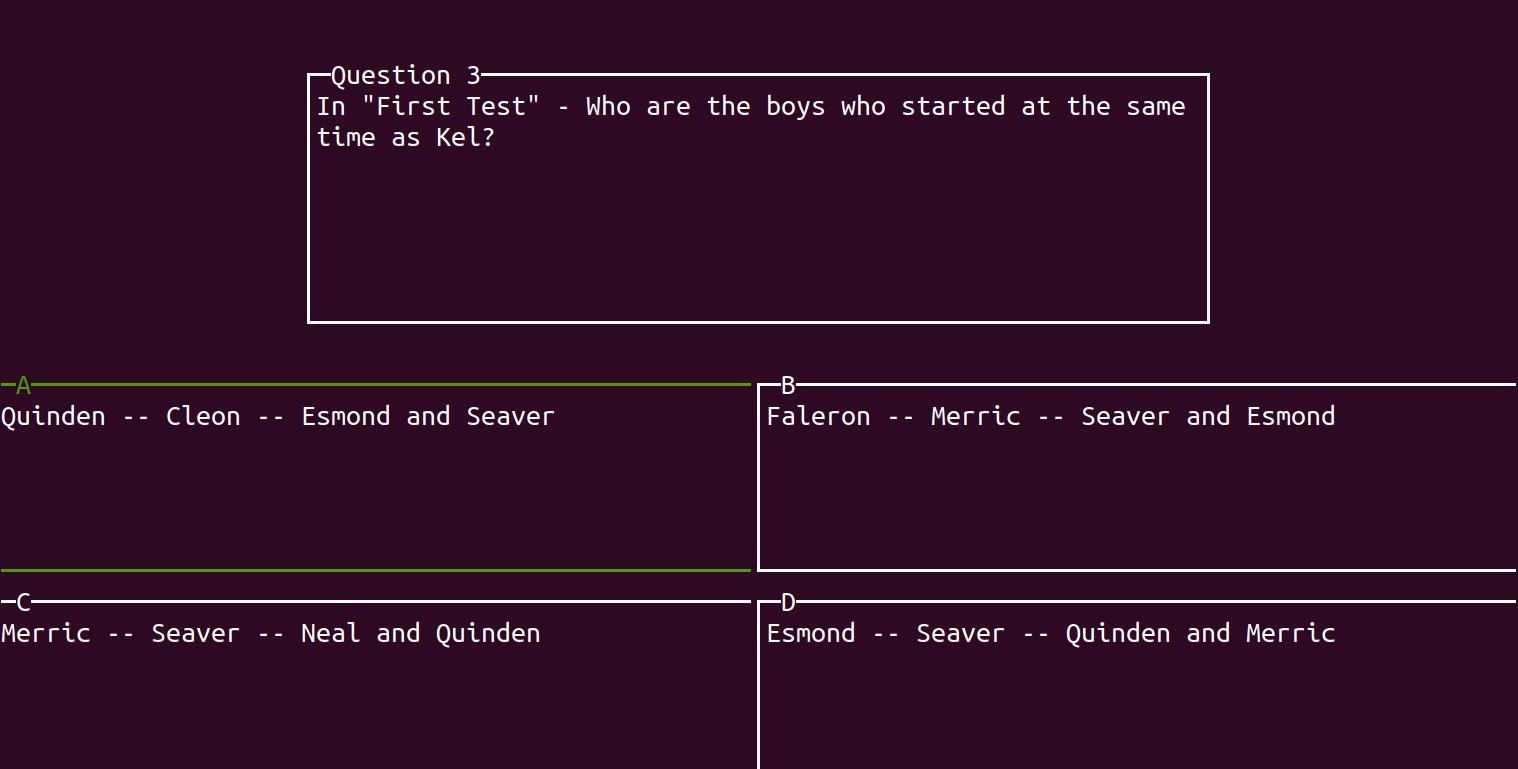 Question 3
In "First Test" - Who are the boys who started at the same
time as Kel?
A
Quinden -- Cleon -- Esmond and Seaver
B
Faleron -- Merric -- Seaver and Esmond
C
Merric -- Seaver -- Neal and Quinden
D
Esmond -- Seaver -- Quinden and Merric